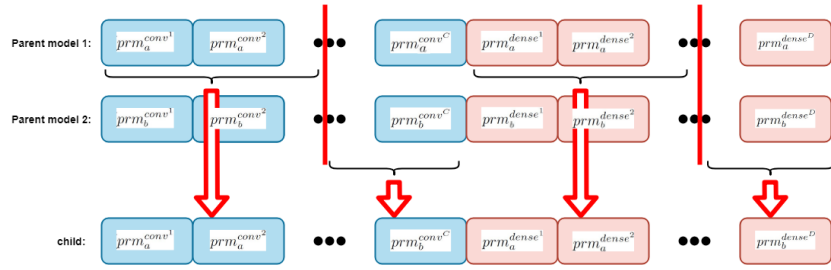 Parent model 1: $prm_a^{conv^1}$ $prm_a^{conv^2}$ ●●● $prm_a^{conv^C}$ $prm_a^{dense^1}$ $prm_a^{dense^2}$ ●●● $prm_a^{dense^D}$
Parent model 2: $prm_b^{conv^1}$ $prm_b^{conv^2}$ ●●● $prm_b^{conv^C}$ $prm_b^{dense^1}$ $prm_b^{dense^2}$ ●●● $prm_b^{dense^D}$
child: $prm_a^{conv^1}$ $prm_a^{conv^2}$ ●●● $prm_b^{conv^C}$ $prm_a^{dense^1}$ $prm_a^{dense^2}$ ●●● $prm_b^{dense^D}$